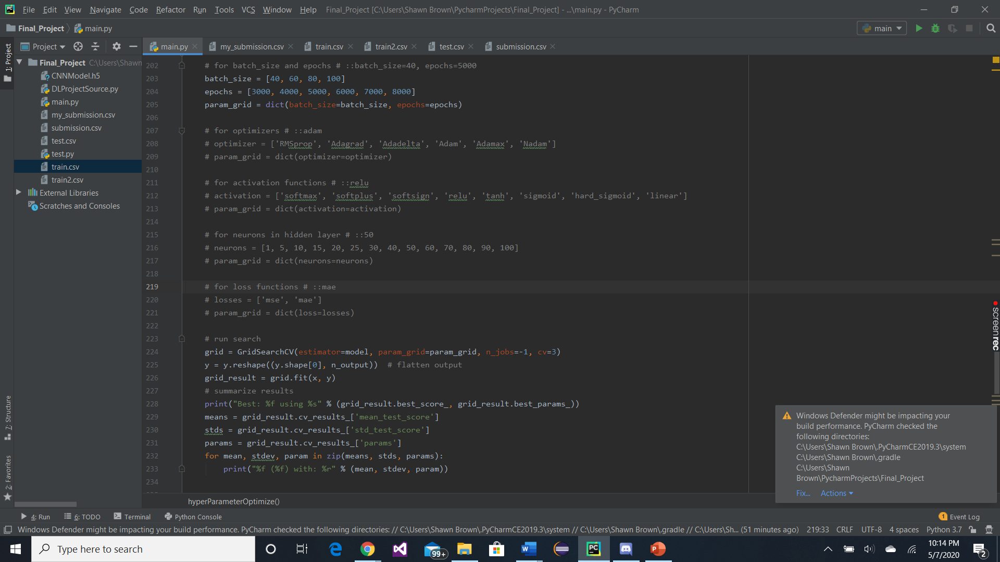 PC File Edit View Navigate Code Refactor Run Tools VCS Window Help Final_Project [C:\Users\Shawn Brown\PycharmProjects\Final_Project] - ...\main.py - PyCharm
Final_Project main.py main
1: Project
Project main.py my_submission.csv train.csv train2.csv test.csv submission.csv
Final_Project C:\Users\Shawn
CNNModel.h5
DLProjectSource.py
main.py
my_submission.csv
submission.csv
test.csv
test.py
train.csv
train2.csv
External Libraries
Scratches and Consoles
202 # for batch_size and epochs # ::batch_size=40, epochs=5000
203 batch_size = [40, 60, 80, 100]
204 epochs = [3000, 4000, 5000, 6000, 7000, 8000]
205 param_grid = dict(batch_size=batch_size, epochs=epochs)
206
207 # for optimizers # ::adam
208 # optimizer = ['RMSprop', 'Adagrad', 'Adadelta', 'Adam', 'Adamax', 'Nadam']
209 # param_grid = dict(optimizer=optimizer)
210
211 # for activation functions # ::relu
212 # activation = ['softmax', 'softplus', 'softsign', 'relu', 'tanh', 'sigmoid', 'hard_sigmoid', 'linear']
213 # param_grid = dict(activation=activation)
214
215 # for neurons in hidden layer # ::50
216 # neurons = [1, 5, 10, 15, 20, 25, 30, 40, 50, 60, 70, 80, 90, 100]
217 # param_grid = dict(neurons=neurons)
218
219 # for loss functions # ::mae
220 # losses = ['mse', 'mae']
221 # param_grid = dict(loss=losses)
222
223 # run search
224 grid = GridSearchCV(estimator=model, param_grid=param_grid, n_jobs=-1, cv=3)
225 y = y.reshape((y.shape[0], n_output)) # flatten output
226 grid_result = grid.fit(x, y)
227 # summarize results
228 print("Best: %f using %s" % (grid_result.best_score_, grid_result.best_params_))
229 means = grid_result.cv_results_['mean_test_score']
230 stds = grid_result.cv_results_['std_test_score']
231 params = grid_result.cv_results_['params']
232 for mean, stdev, param in zip(means, stds, params):
233 print("%f (%f) with: %r" % (mean, stdev, param))
234
hyperParameterOptimize()
7: Structure
2: Favorites
screenrec
Windows Defender might be impacting your
build performance. PyCharm checked the
following directories:
C:\Users\Shawn Brown\.PyCharmCE2019.3\system
C:\Users\Shawn Brown\.gradle
C:\Users\Shawn
Brown\PycharmProjects\Final_Project
Fix... Actions
4: Run 6: TODO Terminal Python Console 1 Event Log
Windows Defender might be impacting your build performance. PyCharm checked the following directories: // C:\Users\Shawn Brown\.PyCharmCE2019.3\system // C:\Users\Shawn Brown\.gradle // C:\Users\Sh... (51 minutes ago) 219:33 CRLF UTF-8 4 spaces Python 3.7
Type here to search 99+ W PC P 10:14 PM
5/7/2020 2